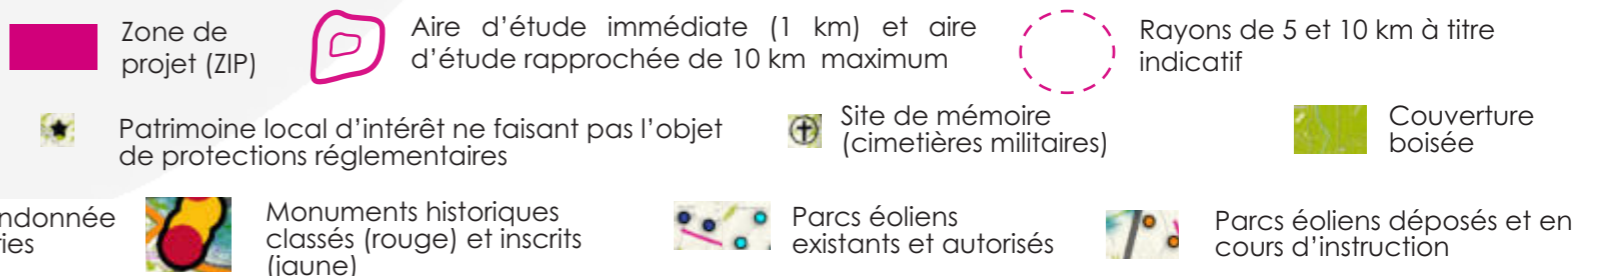 Zone de
projet (ZIP)
Aire d'étude immédiate (1 km) et aire
d'étude rapprochée de 10 km maximum
Rayons de 5 et 10 km à titre
indicatif
Patrimoine local d'intérêt ne faisant pas l'objet
de protections réglementaires
Site de mémoire
(cimetières militaires)
Couverture
boisée
ndonnée
ies
Monuments historiques
classés (rouge) et inscrits
(jaune)
Parcs éoliens
existants et autorisés
Parcs éoliens déposés et en
cours d'instruction